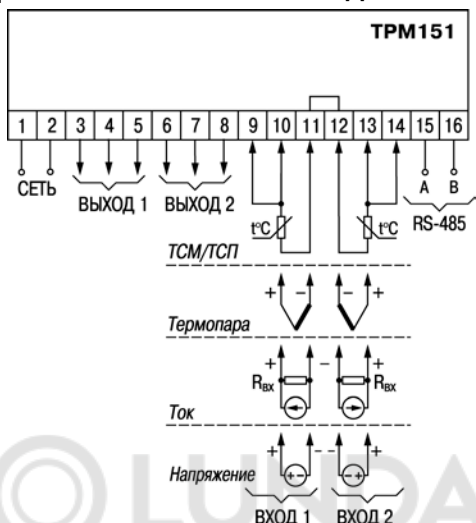 ТРМ151
1 2 3 4 5 6 7 8 9 10 11 12 13 14 15 16
СЕТЬ
ВЫХОД 1
ВЫХОД 2
A B
RS-485
t°C
t°C
ТСМ/ТСП
+ - - +
Термопара
+ - +
Rвх
Rвх
Ток
+ - - +
+ -
- +
Напряжение
ВХОД 1
ВХОД 2
LUNDA